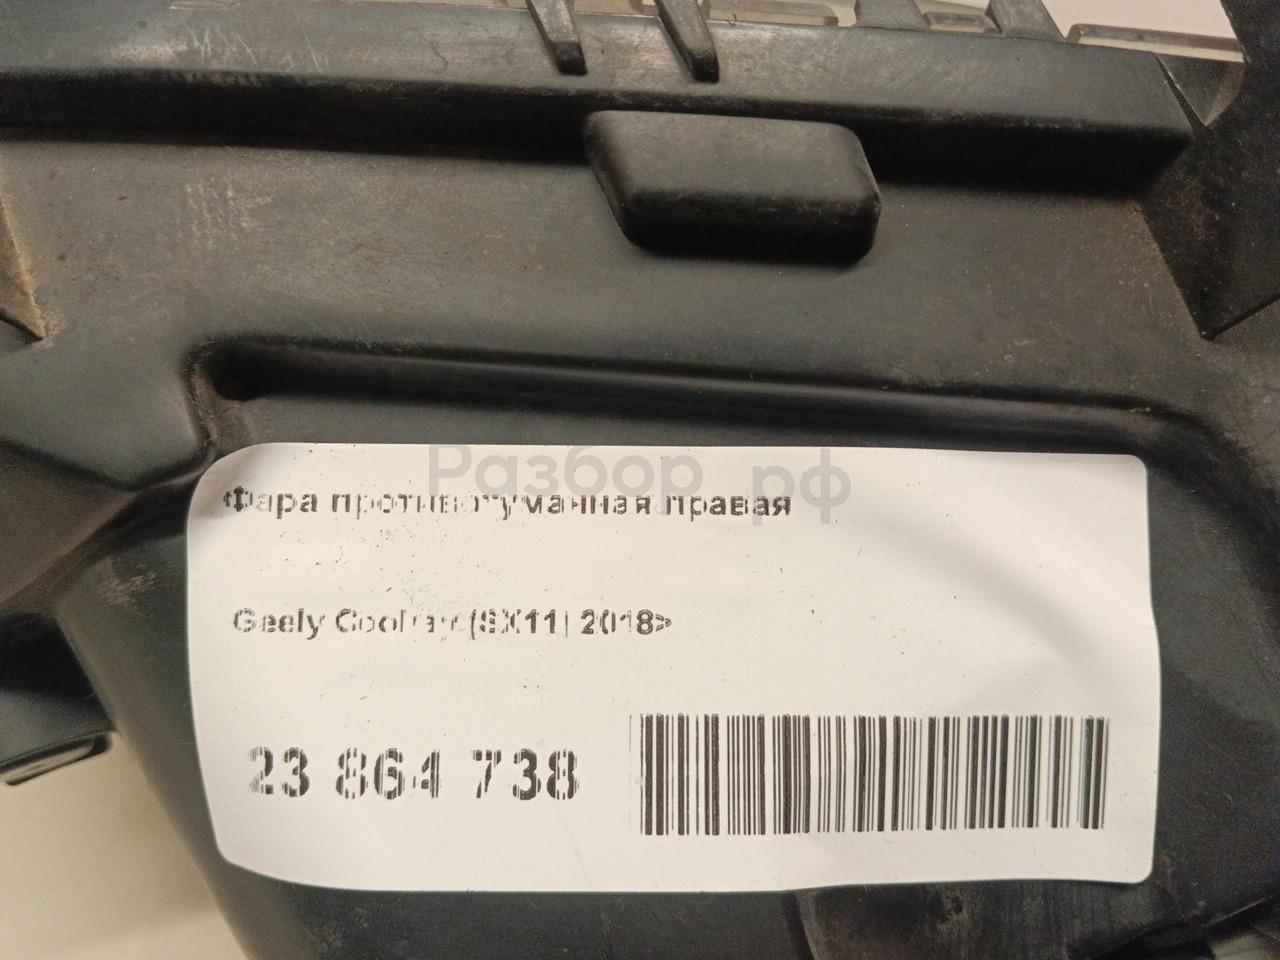 Разбор.рф
Фара противотуманная правая
Geely Coolray (SX11) 2018>
23 864 738